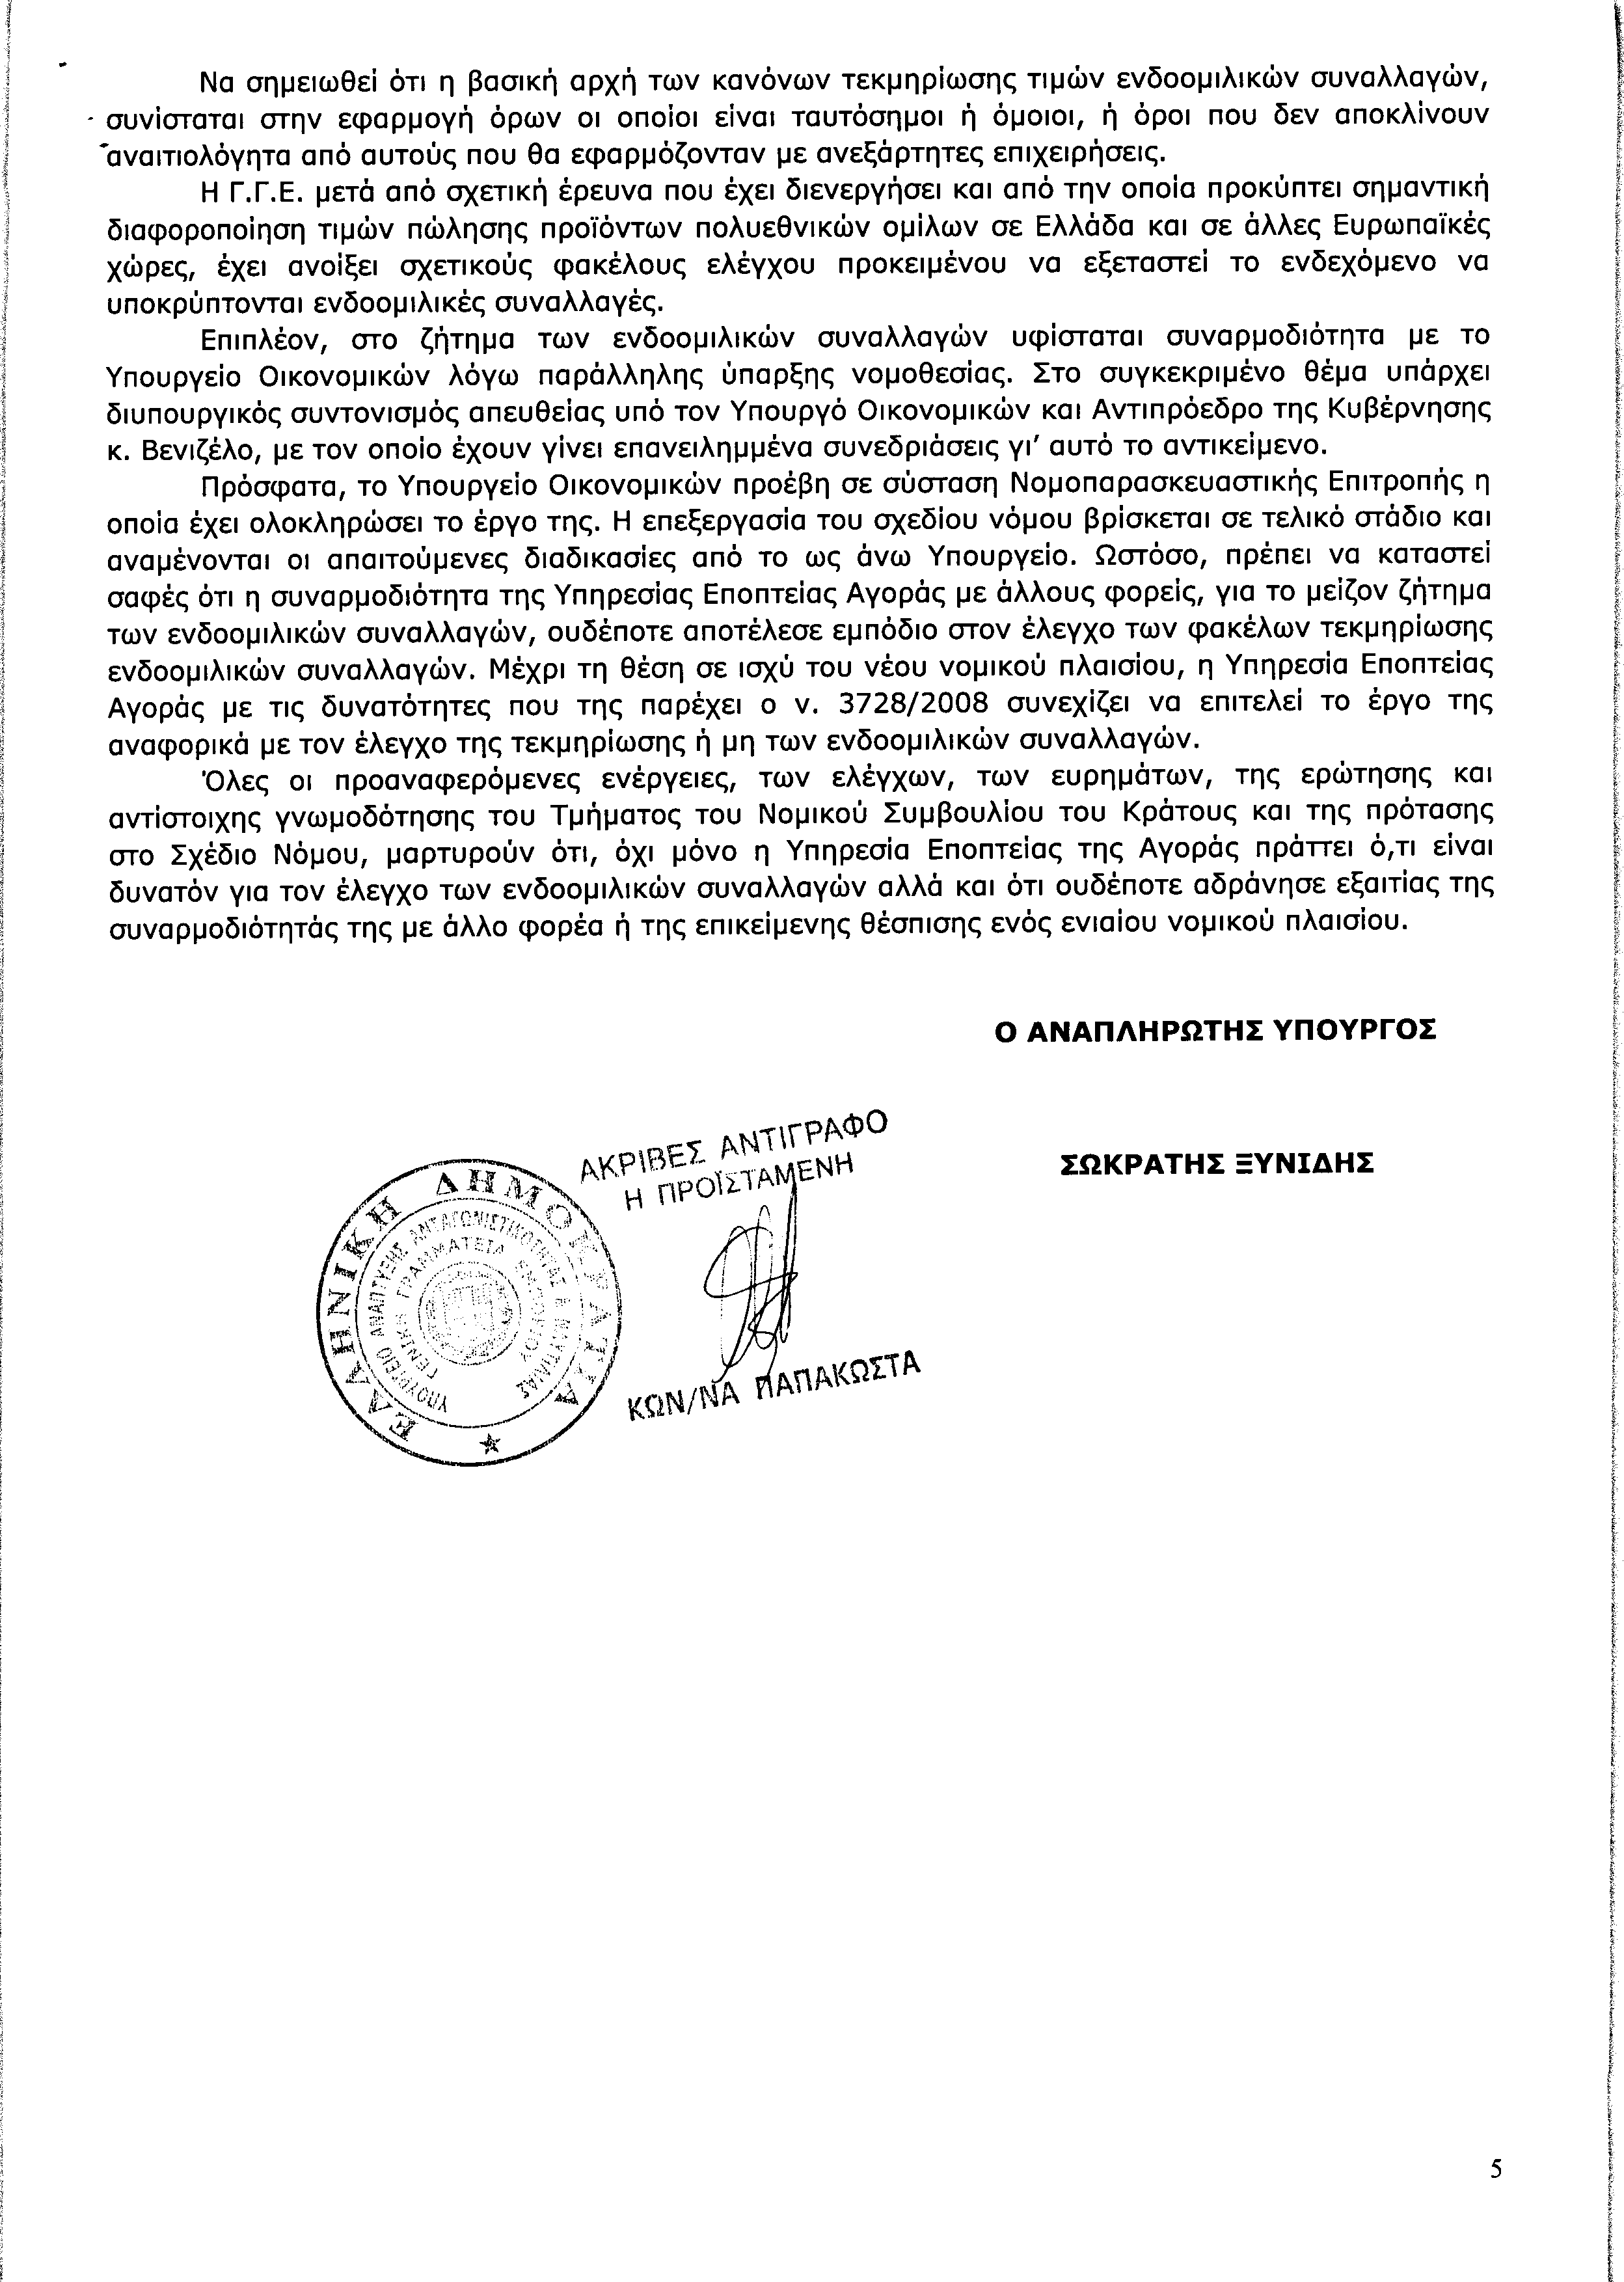 Να σημειωθεί ότι η βασική αρχή των κανόνων τεκμηρίωσης τιμών ενδοομιλικών συναλλαγών,
συνίσταται στην εφαρμογή όρων οι οποίοι είναι ταυτόσημοι ή όμοιοι, ή όροι που δεν αποκλίνουν
αναιτιολόγητα από αυτούς που θα εφαρμόζονταν με ανεξάρτητες επιχειρήσεις.
Η Γ.Γ.Ε. μετά από σχετική έρευνα που έχει διενεργήσει και από την οποία προκύπτει σημαντική
διαφοροποίηση τιμών πώλησης προϊόντων πολυεθνικών ομίλων σε Ελλάδα και σε άλλες Ευρωπαϊκές
χώρες, έχει ανοίξει σχετικούς φακέλους ελέγχου προκειμένου να εξεταστεί το ενδεχόμενο να
υποκρύπτονται ενδοομιλικές συναλλαγές.
Επιπλέον, στο ζήτημα των ενδοομιλικών συναλλαγών υφίσταται συναρμοδιότητα με το
Υπουργείο Οικονομικών λόγω παράλληλης ύπαρξης νομοθεσίας. Στο συγκεκριμένο θέμα υπάρχει
διυπουργικός συντονισμός απευθείας υπό τον Υπουργό Οικονομικών και Αντιπρόεδρο της Κυβέρνησης
κ. Βενιζέλο, με τον οποίο έχουν γίνει επανειλημμένα συνεδριάσεις γι' αυτό το αντικείμενο.
Πρόσφατα, το Υπουργείο Οικονομικών προέβη σε σύσταση Νομοπαρασκευαστικής Επιτροπής η
οποία έχει ολοκληρώσει το έργο της. Η επεξεργασία του σχεδίου νόμου βρίσκεται σε τελικό στάδιο και
αναμένονται οι απαιτούμενες διαδικασίες από το ως άνω Υπουργείο. Ωστόσο, πρέπει να καταστεί
σαφές ότι η συναρμοδιότητα της Υπηρεσίας Εποπτείας Αγοράς με άλλους φορείς, για το μείζον ζήτημα
των ενδοομιλικών συναλλαγών, ουδέποτε αποτέλεσε εμπόδιο στον έλεγχο των φακέλων τεκμηρίωσης
ενδοομιλικών συναλλαγών. Μέχρι τη θέση σε ισχύ του νέου νομικού πλαισίου, η Υπηρεσία Εποπτείας
Αγοράς με τις δυνατότητες που της παρέχει ο ν. 3728/2008 συνεχίζει να επιτελεί το έργο της
αναφορικά με τον έλεγχο της τεκμηρίωσης ή μη των ενδοομιλικών συναλλαγών.
Όλες οι προαναφερόμενες ενέργειες, των ελέγχων, των ευρημάτων, της ερώτησης και
αντίστοιχης γνωμοδότησης του Τμήματος του Νομικού Συμβουλίου του Κράτους και της πρότασης
στο Σχέδιο Νόμου, μαρτυρούν ότι, όχι μόνο η Υπηρεσία Εποπτείας της Αγοράς πράττει ό,τι είναι
δυνατόν για τον έλεγχο των ενδοομιλικών συναλλαγών αλλά και ότι ουδέποτε αδράνησε εξαιτίας της
συναρμοδιότητάς της με άλλο φορέα ή της επικείμενης θέσπισης ενός ενιαίου νομικού πλαισίου.
Ο ΑΝΑΠΛΗΡΩΤΗΣ ΥΠΟΥΡΓΟΣ
ΣΩΚΡΑΤΗΣ ΞΥΝΙΔΗΣ
ΑΚΡΙΒΕΣ ΑΝΤΙΓΡΑΦΟ
Η ΠΡΟΪΣΤΑΜΕΝΗ
ΚΩΝ/ΝΑ ΠΑΠΑΚΩΣΤΑ
ΕΛΛΗΝΙΚΗ ΔΗΜΟΚΡΑΤΙΑ
ΥΠΟΥΡΓΕΙΟ ΑΝΑΠΤΥΞΗΣ ΑΝΤΑΓΩΝΙΣΤΙΚΟΤΗΤΑΣ & ΝΑΥΤΙΛΙΑΣ
ΓΕΝΙΚΗ ΓΡΑΜΜΑΤΕΙΑ ΕΜΠΟΡΙΟΥ
5